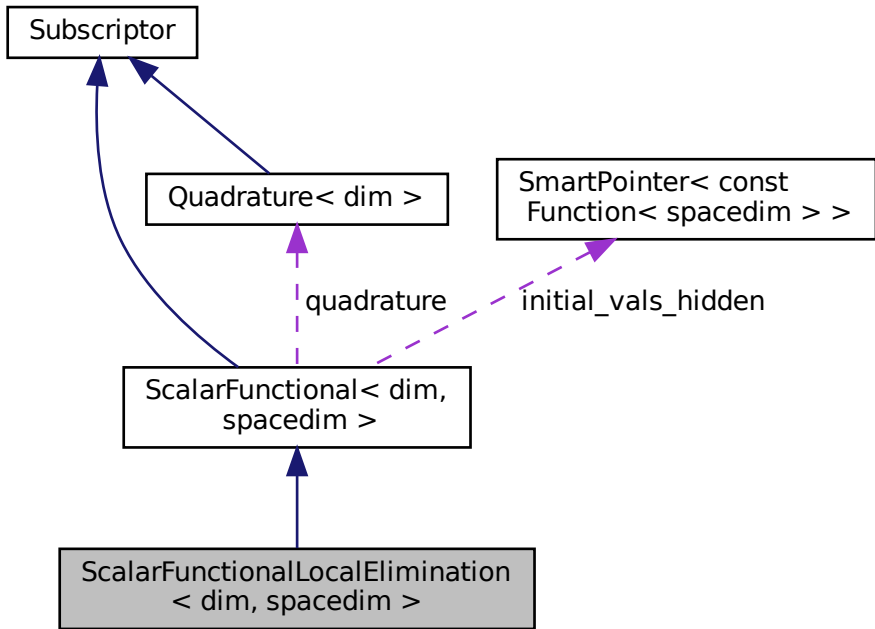 Subscriptor
Quadrature< dim >
SmartPointer< const
Function< spacedim > >
quadrature
initial_vals_hidden
ScalarFunctional< dim,
spacedim >
ScalarFunctionalLocalElimination
< dim, spacedim >